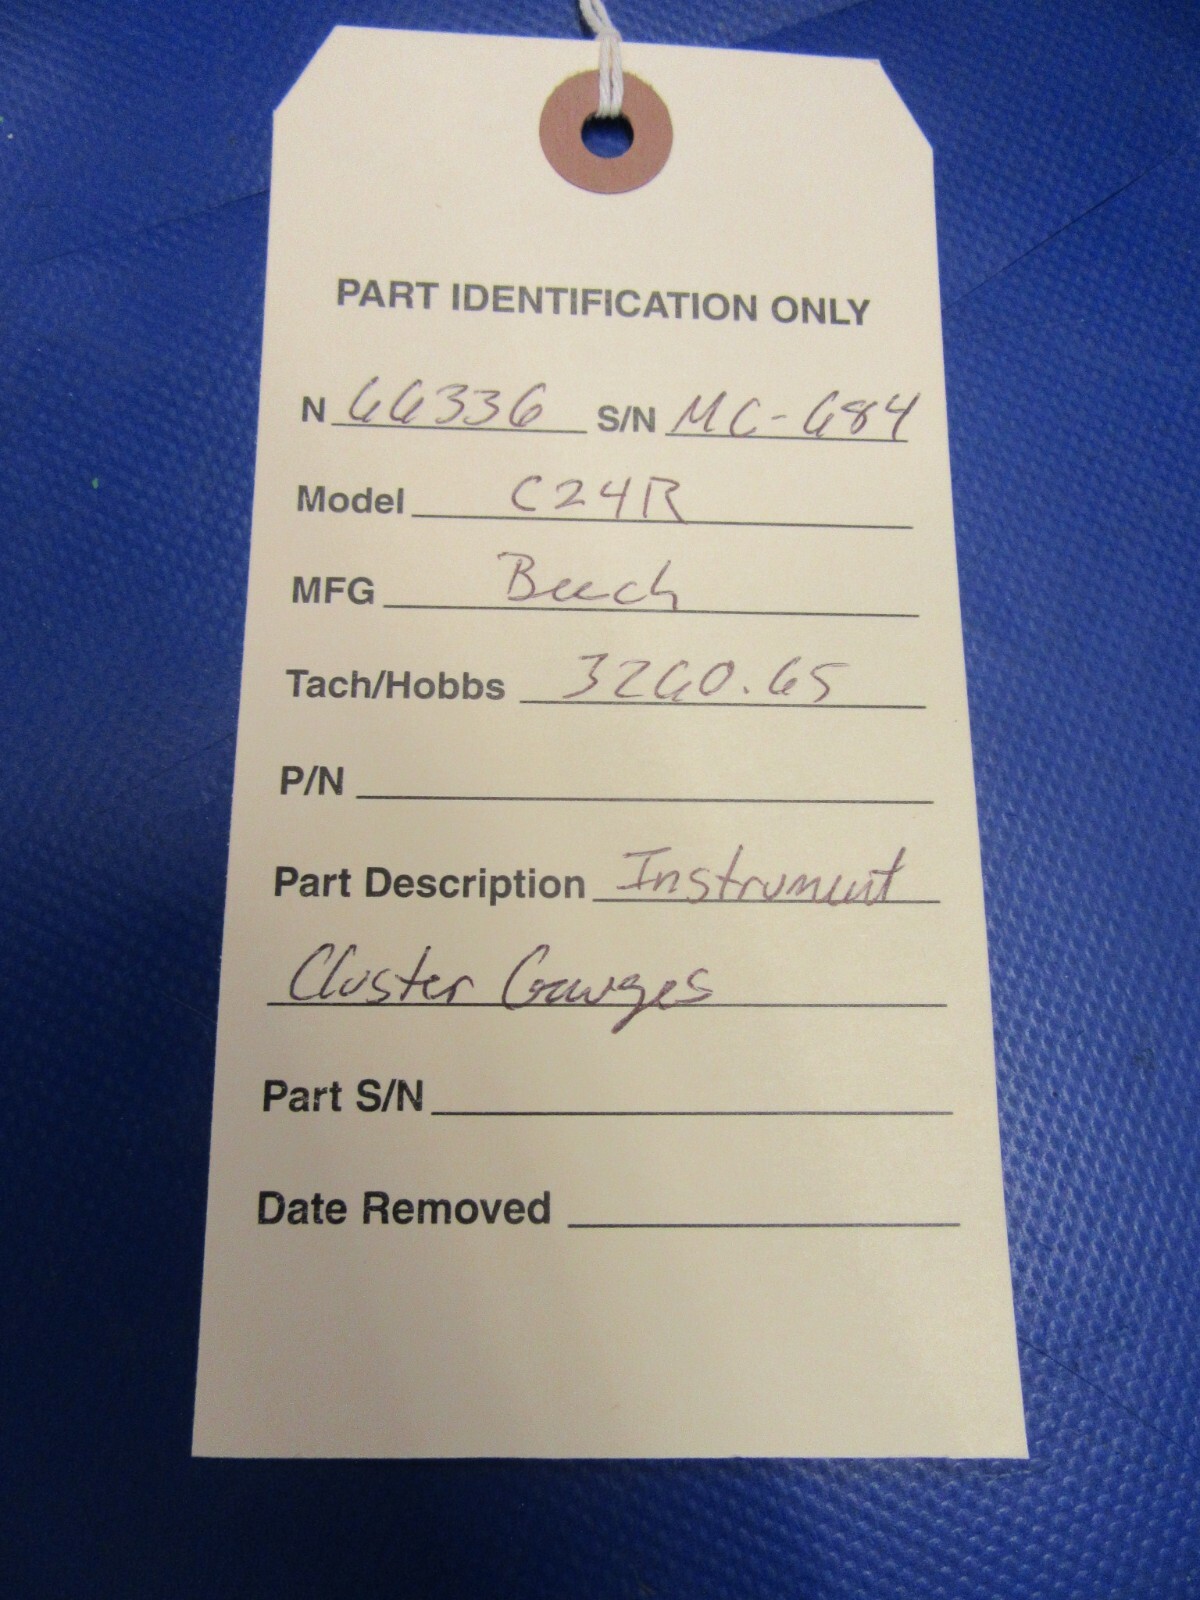 PART IDENTIFICATION ONLY
N 66336 S/N MC-684
Model C24R
MFG Beech
Tach/Hobbs 3260.65
P/N
Part Description Instrument
Cluster Gauges
Part S/N
Date Removed